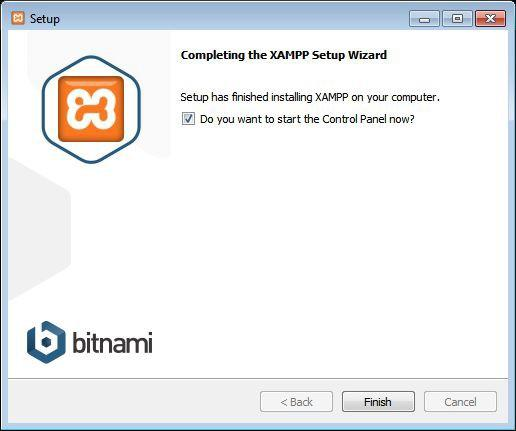 Setup
Completing the XAMPP Setup Wizard
Setup has finished installing XAMPP on your computer.
Do you want to start the Control Panel now?
bitnami
< Back
Finish
Cancel